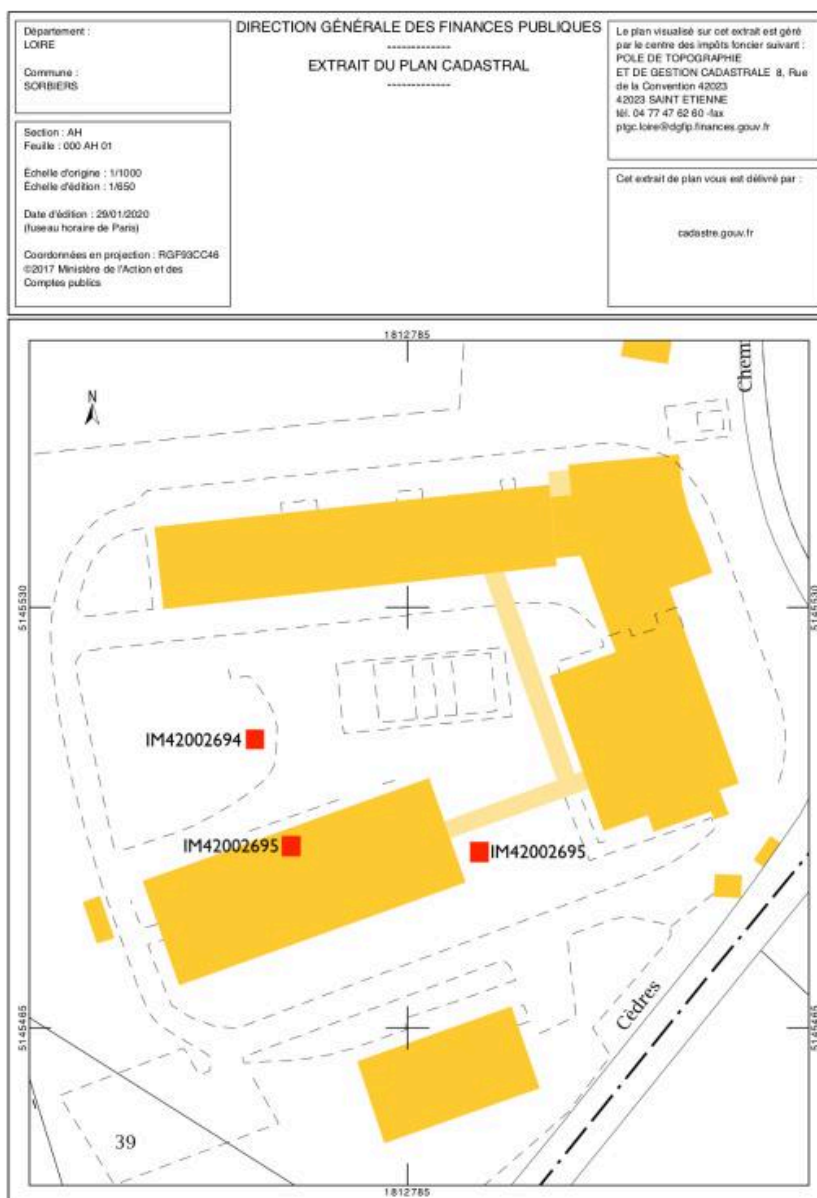 Département :
LOIRE
Commune :
SORBIERS
Section : AH
Feuille : 000 AH 01
Échelle d'origine : 1/1000
Échelle d'édition : 1/650
Date d'édition : 29/01/2020
(fuseau horaire de Paris)
Coordonnées en projection : RGF93CC46
©2017 Ministère de l'Action et des
Comptes publics
DIRECTION GÉNÉRALE DES FINANCES PUBLIQUES
-------------
EXTRAIT DU PLAN CADASTRAL
-------------
Le plan visualisé sur cet extrait est géré
par le centre des impôts foncier suivant :
POLE DE TOPOGRAPHIE
ET DE GESTION CADASTRALE 8, Rue
de la Convention 42023
42023 SAINT ETIENNE
tél. 04 77 47 62 60 -fax
ptgc.loire@dgfip.finances.gouv.fr
Cet extrait de plan vous est délivré par :
cadastre.gouv.fr
1812785
N
Chem
5145530
5145530
IM42002694
IM42002695
IM42002695
Cèdres
5145465
5145465
39
1812785